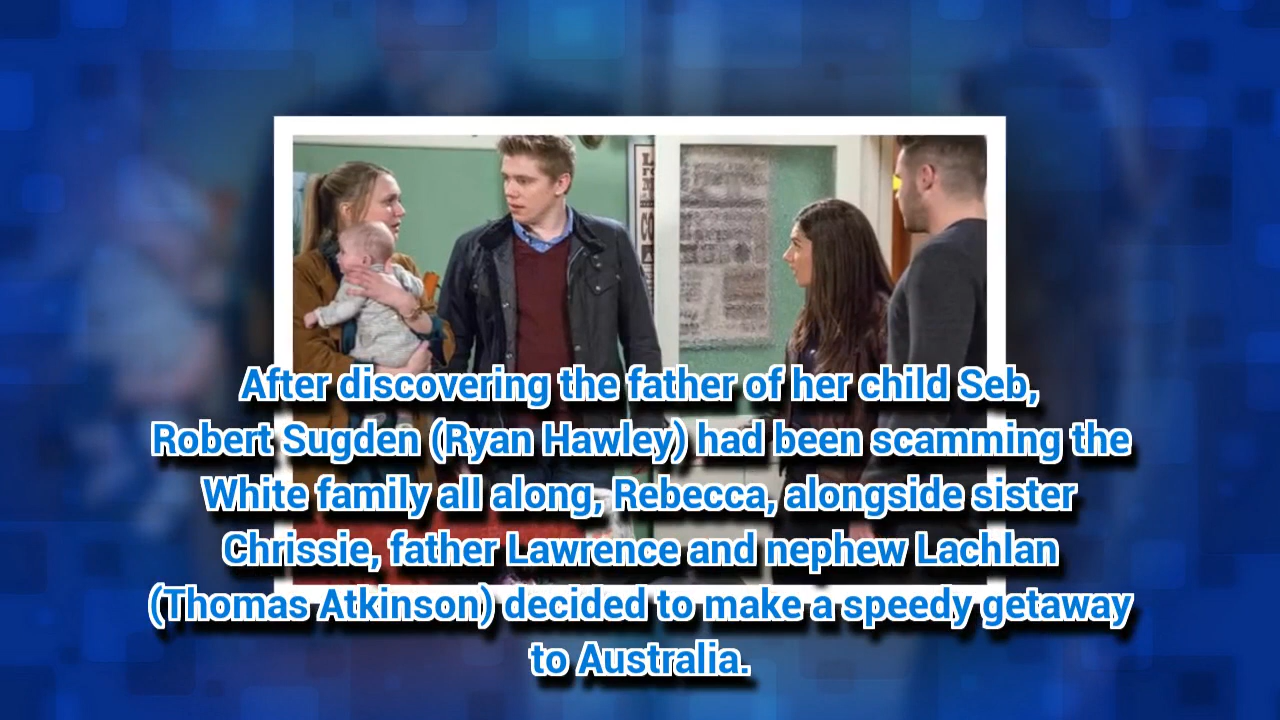 After discovering the father of her child Seb,
Robert Sugden (Ryan Hawley) had been scamming the
White family all along, Rebecca, alongside sister
Chrissie, father Lawrence and nephew Lachlan
(Thomas Atkinson) decided to make a speedy getaway
to Australia.